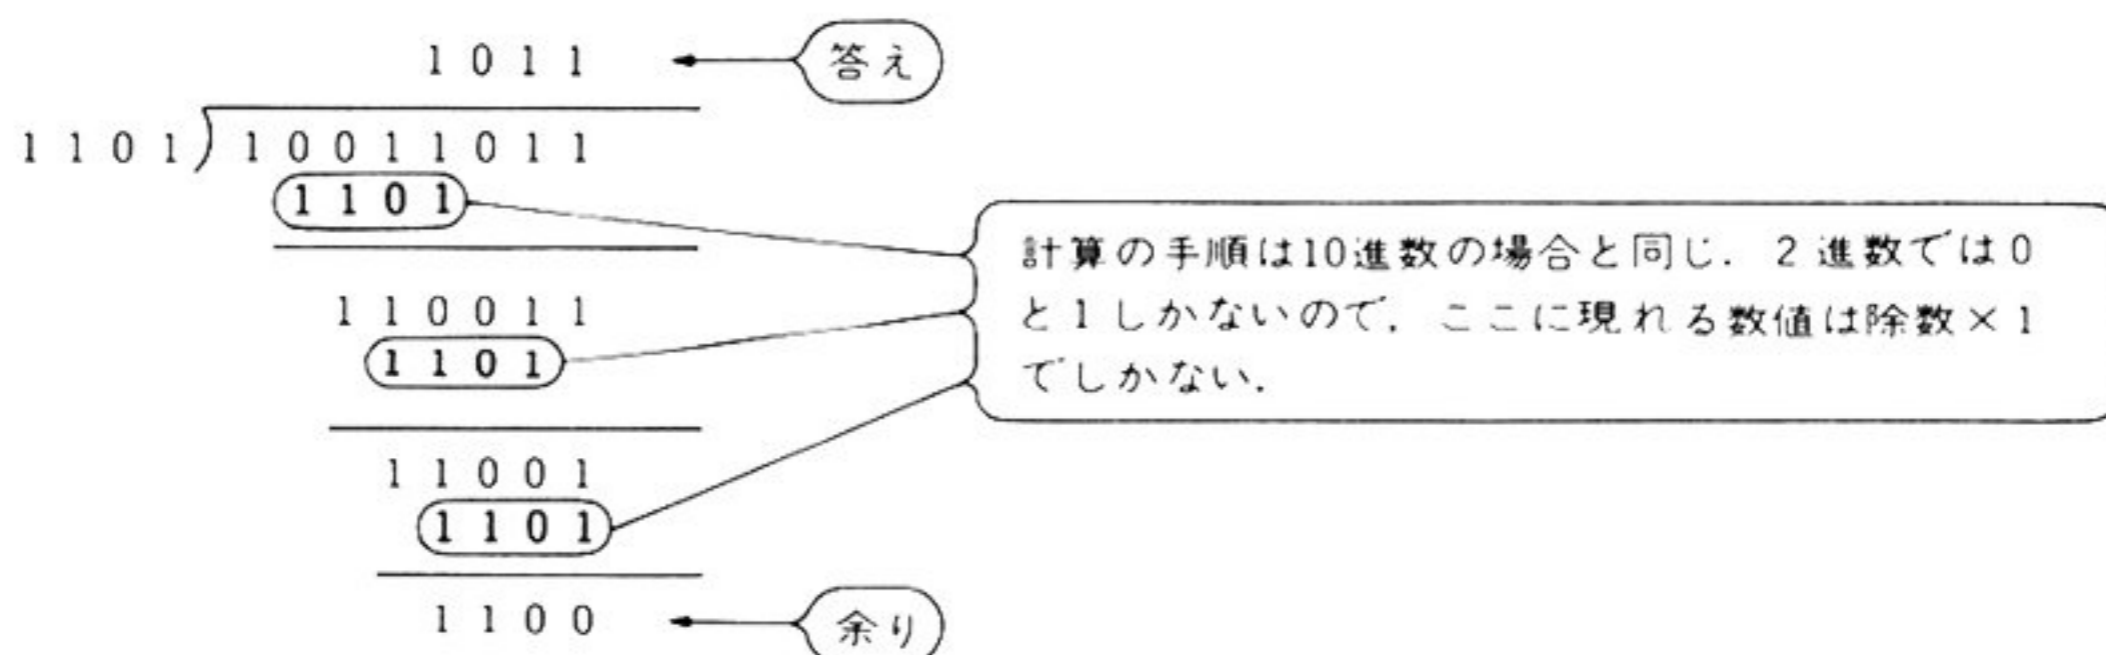 1 0 1 1
答え
1 1 0 1 ) 1 0 0 1 1 0 1 1
1 1 0 1
1 1 0 0 1 1
1 1 0 1
1 1 0 0 1
1 1 0 1
1 1 0 0
余り
計算の手順は10進数の場合と同じ．2進数では0
と1しかないので，ここに現れる数値は除数×1
でしかない．